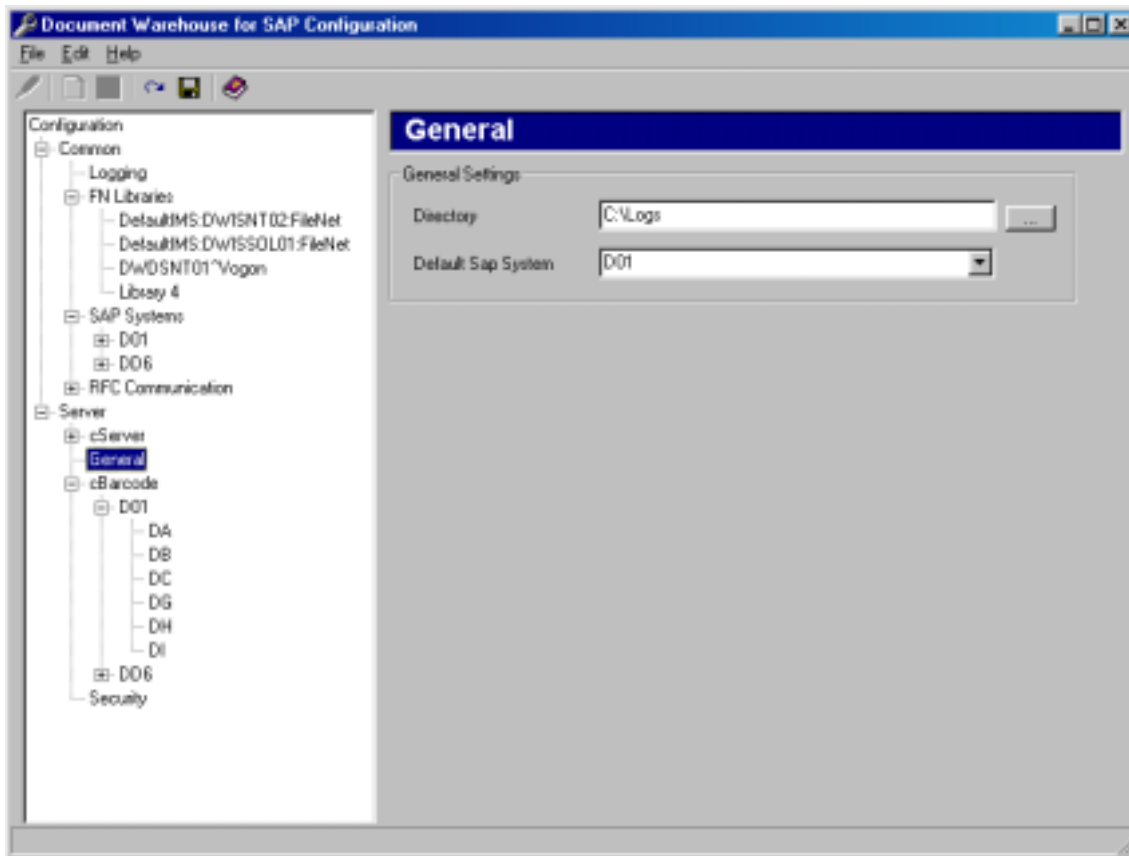 Document Warehouse for SAP Configuration
File Edit Help
Configuration
Common
Logging
FN Libraries
DefaultIMS:DWISNT02:FileNet
DefaultIMS:DWISSOL01:FileNet
DWDSNT01^Vogon
Library 4
SAP Systems
D01
DD6
RFC Communication
Server
cServer
General
cBarcode
D01
DA
DB
DC
DG
DH
DI
DD6
Security
General
General Settings
Directory C:\Logs ...
Default Sap System D01